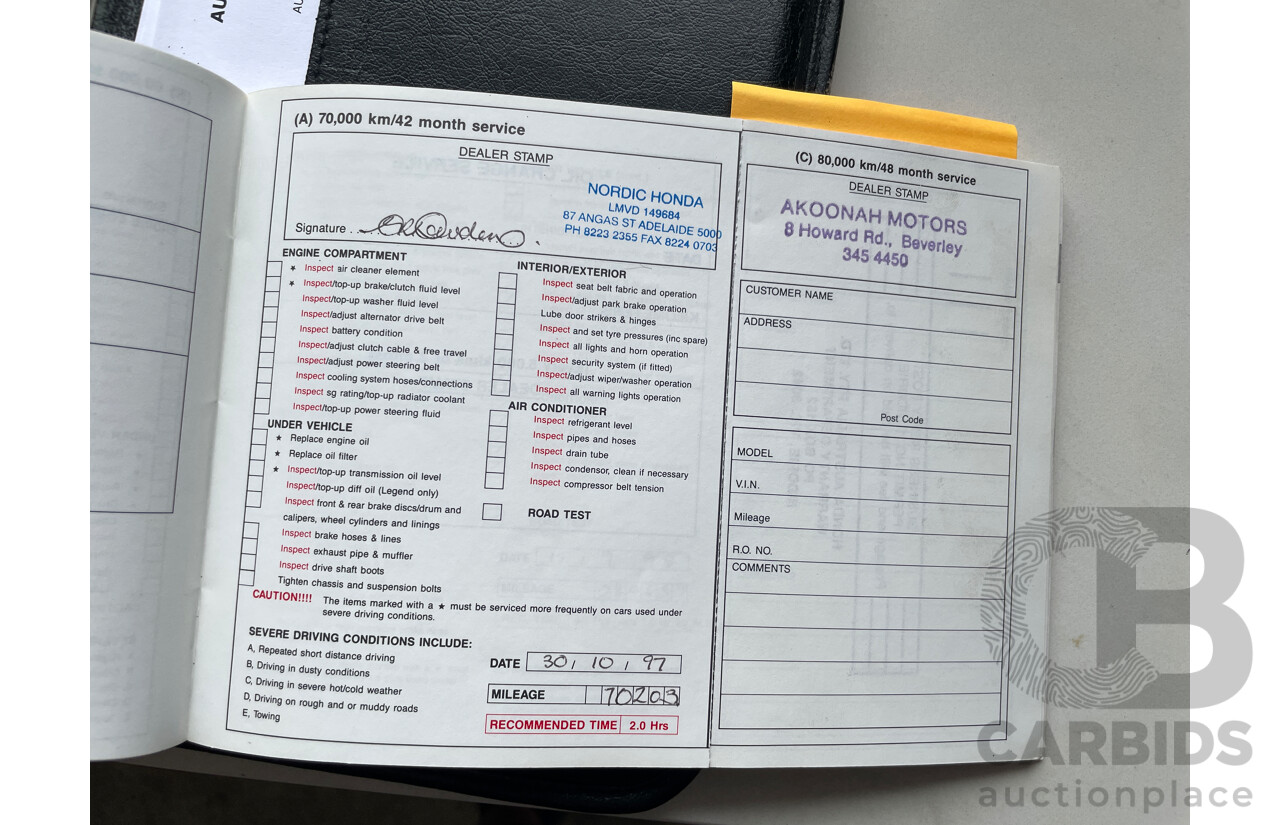 AU
AU
(A) 70,000 km/42 month service
DEALER STAMP
NORDIC HONDA
LMVD 149684
87 ANGAS ST ADELAIDE 5000
PH 8223 2355 FAX 8224 0703
Signature
ENGINE COMPARTMENT
★ Inspect air cleaner element
★ Inspect/top-up brake/clutch fluid level
Inspect/top-up washer fluid level
Inspect/adjust alternator drive belt
Inspect battery condition
Inspect/adjust clutch cable & free travel
Inspect/adjust power steering belt
Inspect cooling system hoses/connections
Inspect sg rating/top-up radiator coolant
Inspect/top-up power steering fluid
UNDER VEHICLE
★ Replace engine oil
★ Replace oil filter
★ Inspect/top-up transmission oil level
Inspect/top-up diff oil (Legend only)
Inspect front & rear brake discs/drum and
calipers, wheel cylinders and linings
Inspect brake hoses & lines
Inspect exhaust pipe & muffler
Inspect drive shaft boots
Tighten chassis and suspension bolts
INTERIOR/EXTERIOR
Inspect seat belt fabric and operation
Inspect/adjust park brake operation
Lube door strikers & hinges
Inspect and set tyre pressures (inc spare)
Inspect all lights and horn operation
Inspect security system (if fitted)
Inspect/adjust wiper/washer operation
Inspect all warning lights operation
AIR CONDITIONER
Inspect refrigerant level
Inspect pipes and hoses
Inspect drain tube
Inspect condensor, clean if necessary
Inspect compressor belt tension
ROAD TEST
CAUTION!!!! The items marked with a ★ must be serviced more frequently on cars used under
severe driving conditions.
SEVERE DRIVING CONDITIONS INCLUDE:
A, Repeated short distance driving
B, Driving in dusty conditions
C, Driving in severe hot/cold weather
D, Driving on rough and or muddy roads
E, Towing
DATE 30, 10, 97
MILEAGE 70203
RECOMMENDED TIME 2.0 Hrs
(C) 80,000 km/48 month service
DEALER STAMP
AKOONAH MOTORS
8 Howard Rd., Beverley
345 4450
CUSTOMER NAME
ADDRESS
Post Code
MODEL
V.I.N.
Mileage
R.O. NO.
COMMENTS
CB
CARBIDS
auctionplace